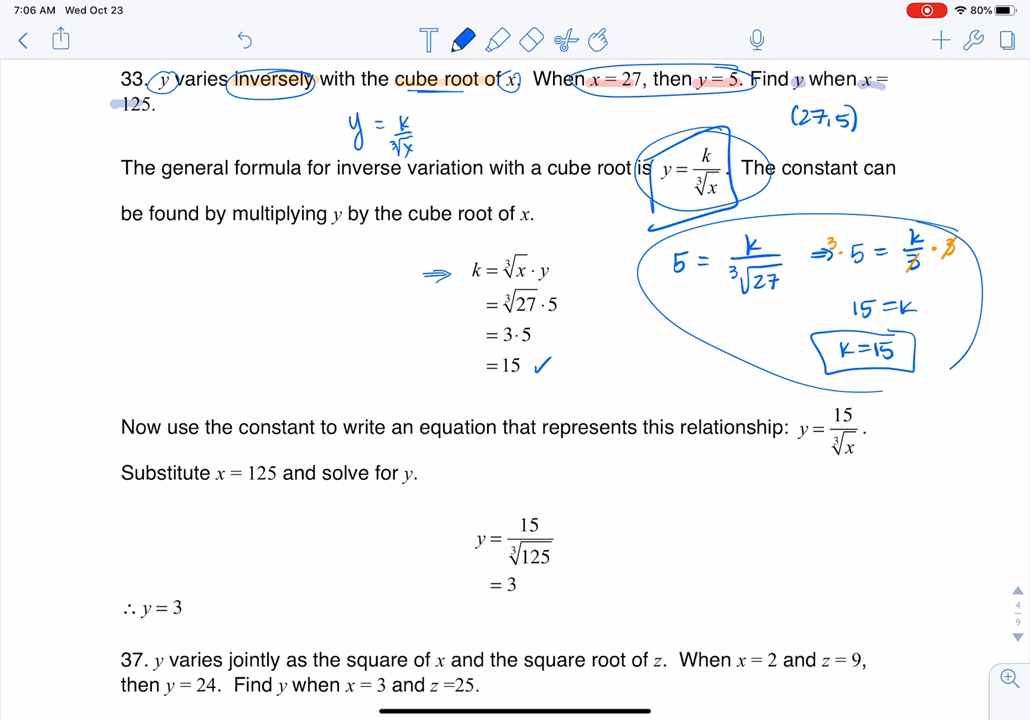 7:06 AM Wed Oct 23 80%
T
33. y varies inversely with the cube root of x. When x = 27, then y = 5. Find y when x =
125.
(27,5)
y = k/∛x
The general formula for inverse variation with a cube root is y = k/∛x. The constant can
be found by multiplying y by the cube root of x.
5 = k/∛27 ⇒ 3·5 = k/3·3
⇒ k = ∛x · y
= ∛27 · 5
15 = k
= 3 · 5
k = 15
= 15 ✓
Now use the constant to write an equation that represents this relationship: y = 15/∛x.
Substitute x = 125 and solve for y.
y = 15/∛125
= 3
∴ y = 3
4
9
37. y varies jointly as the square of x and the square root of z. When x = 2 and z = 9,
then y = 24. Find y when x = 3 and z =25.